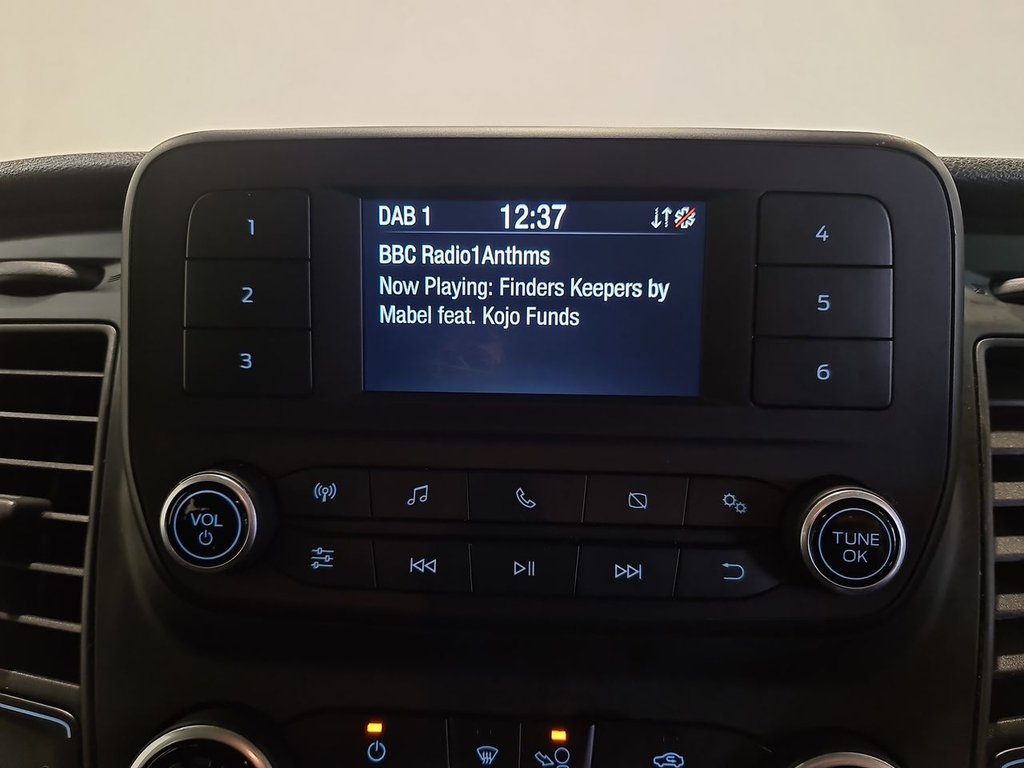 DAB 1 12:37
BBC Radio1Anthms
Now Playing: Finders Keepers by
Mabel feat. Kojo Funds
1
2
3
4
5
6
VOL
TUNE
OK